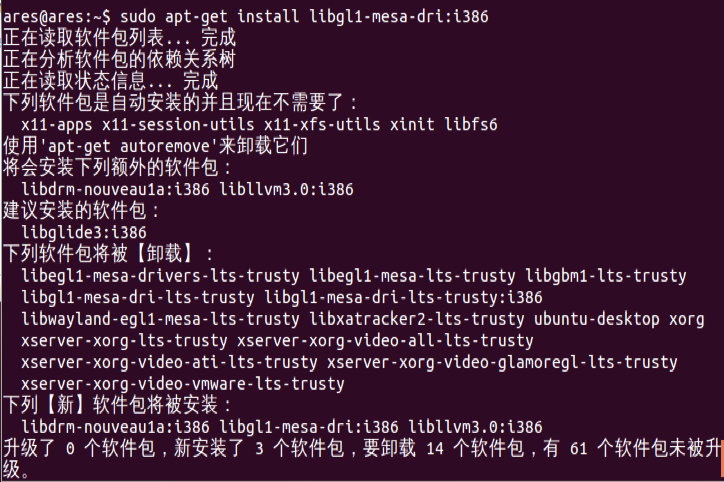 ares@ares:~$ sudo apt-get install libgl1-mesa-dri:i386
正在读取软件包列表... 完成
正在分析软件包的依赖关系树
正在读取状态信息... 完成
下列软件包是自动安装的并且现在不需要了：
x11-apps x11-session-utils x11-xfs-utils xinit libfs6
使用'apt-get autoremove'来卸载它们
将会安装下列额外的软件包：
libdrm-nouveau1a:i386 libllvm3.0:i386
建议安装的软件包：
libglide3:i386
下列软件包将被【卸载】：
libegl1-mesa-drivers-lts-trusty libegl1-mesa-lts-trusty libgbm1-lts-trusty
libgl1-mesa-dri-lts-trusty libgl1-mesa-dri-lts-trusty:i386
libwayland-egl1-mesa-lts-trusty libxatracker2-lts-trusty ubuntu-desktop xorg
xserver-xorg-lts-trusty xserver-xorg-video-all-lts-trusty
xserver-xorg-video-ati-lts-trusty xserver-xorg-video-glamoregl-lts-trusty
xserver-xorg-video-vmware-lts-trusty
下列【新】软件包将被安装：
libdrm-nouveau1a:i386 libgl1-mesa-dri:i386 libllvm3.0:i386
升级了 0 个软件包，新安装了 3 个软件包，要卸载 14 个软件包，有 61 个软件包未被升
级。